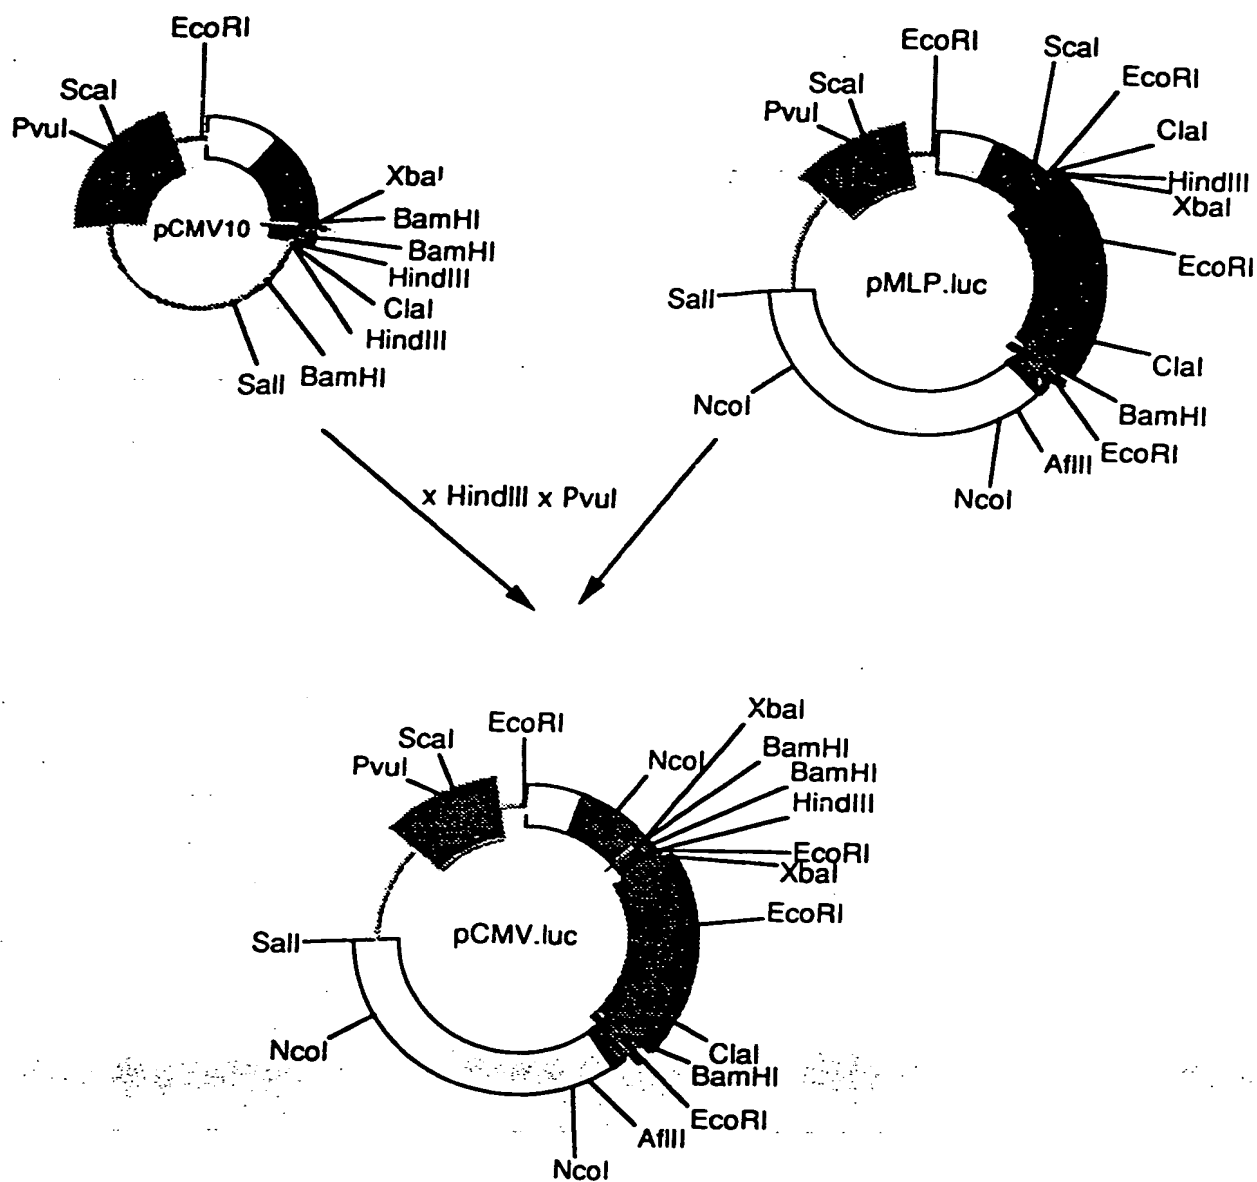 EcoRI
ScaI
PvuI
XbaI
BamHI
BamHI
HindIII
ClaI
HindIII
BamHI
SalI
pCMV10
EcoRI
ScaI
PvuI
ScaI
EcoRI
ClaI
HindIII
XbaI
EcoRI
ClaI
BamHI
EcoRI
AflII
NcoI
NcoI
SalI
pMLP.luc
x HindIII x PvuI
EcoRI
ScaI
PvuI
NcoI
XbaI
BamHI
BamHI
HindIII
EcoRI
XbaI
EcoRI
ClaI
BamHI
EcoRI
AflII
NcoI
NcoI
SalI
pCMV.luc